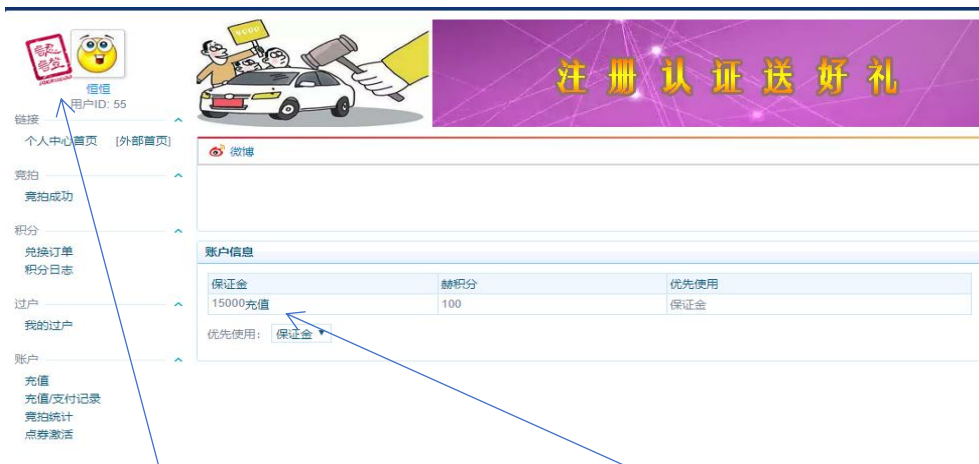 認
證
恒恒
用户ID: 55
链接
个人中心首页 [外部首页]
竞拍
竞拍成功
积分
兑换订单
积分日志
过户
我的过户
账户
充值
充值/支付记录
竞拍统计
点券激活
注册认证送好礼
微博
账户信息
保证金 赫积分 优先使用
15000充值 100 保证金
优先使用: 保证金